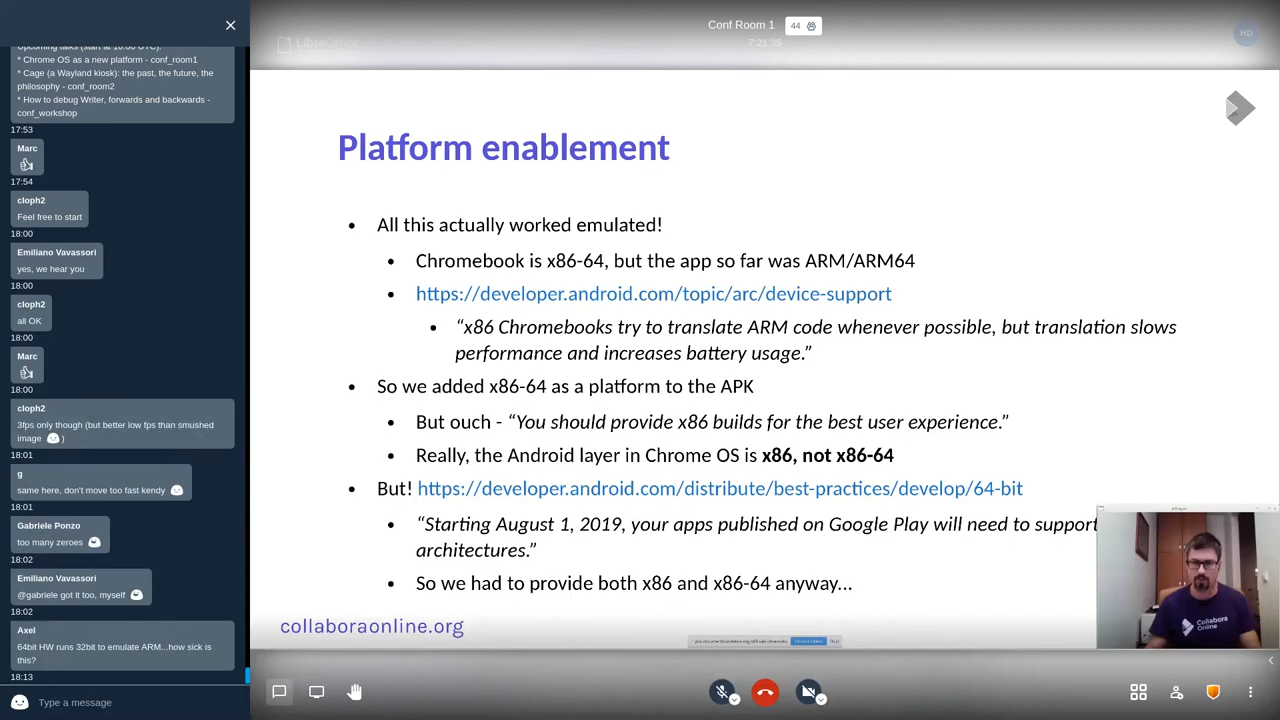 Upcoming talks (start at 18:00 UTC):
* Chrome OS as a new platform - conf_room1
* Cage (a Wayland kiosk): the past, the future, the
philosophy - conf_room2
* How to debug Writer, forwards and backwards -
conf_workshop
17:53
Marc
17:54
cloph2
Feel free to start
18:00
Emiliano Vavassori
yes, we hear you
18:00
cloph2
all OK
18:00
Marc
18:00
cloph2
3fps only though (but better low fps than smushed
image )
18:01
g
same here, don't move too fast kendy
18:01
Gabriele Ponzo
too many zeroes
18:02
Emiliano Vavassori
@gabriele got it too, myself
18:02
Axel
64bit HW runs 32bit to emulate ARM...how sick is
this?
18:13
Type a message
Conf Room 1
44
7:21:35
LibreOffice
HD
Platform enablement
• All this actually worked emulated!
• Chromebook is x86-64, but the app so far was ARM/ARM64
• https://developer.android.com/topic/arc/device-support
• “x86 Chromebooks try to translate ARM code whenever possible, but translation slows
performance and increases battery usage.”
• So we added x86-64 as a platform to the APK
• But ouch - “You should provide x86 builds for the best user experience.”
• Really, the Android layer in Chrome OS is x86, not x86-64
• But! https://developer.android.com/distribute/best-practices/develop/64-bit
• “Starting August 1, 2019, your apps published on Google Play will need to support
architectures.”
• So we had to provide both x86 and x86-64 anyway...
collaboraonline.org
Collabora
Online